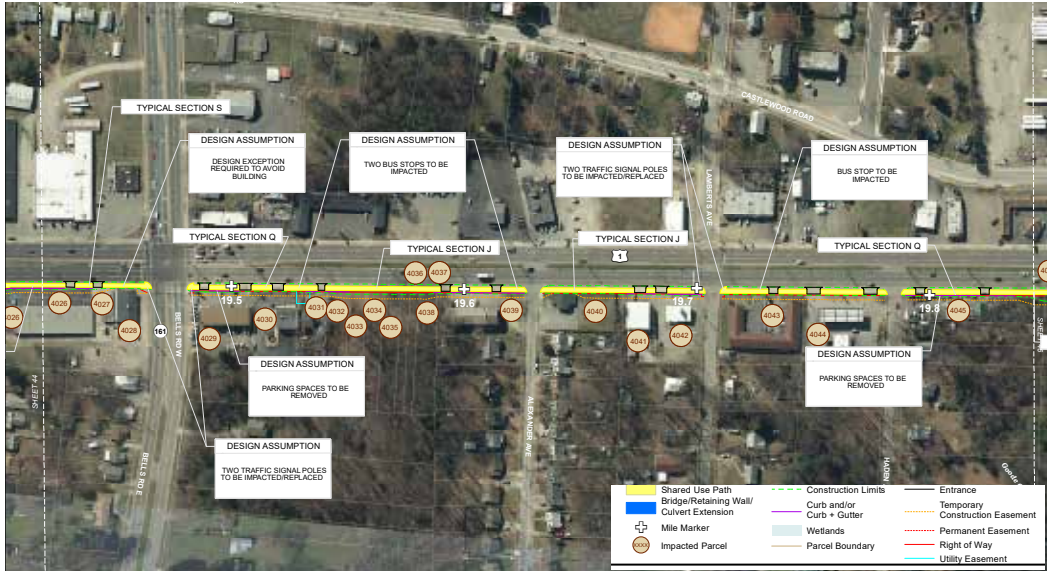 CASTLEWOOD ROAD
TYPICAL SECTION S
DESIGN ASSUMPTION
DESIGN EXCEPTION
REQUIRED TO AVOID
BUILDING
DESIGN ASSUMPTION
TWO BUS STOPS TO BE
IMPACTED
DESIGN ASSUMPTION
TWO TRAFFIC SIGNAL POLES
TO BE IMPACTED/REPLACED
DESIGN ASSUMPTION
BUS STOP TO BE
IMPACTED
LAMBERTS AVE
TYPICAL SECTION Q
TYPICAL SECTION J
TYPICAL SECTION J
TYPICAL SECTION Q
1
4036
4037
4026
4026
4027
4028
161
BELLS RD W
4029
19.5
4030
4031
4032
4033
4034
4035
4038
19.6
4039
4040
4041
19.7
4042
4043
4044
19.8
4045
SHEET 44
DESIGN ASSUMPTION
PARKING SPACES TO BE
REMOVED
DESIGN ASSUMPTION
PARKING SPACES TO BE
REMOVED
DESIGN ASSUMPTION
TWO TRAFFIC SIGNAL POLES
TO BE IMPACTED/REPLACED
BELLS RD E
ALEXANDER AVE
HADEN
Goode
Shared Use Path
Bridge/Retaining Wall/
Culvert Extension
Mile Marker
XXXX
Impacted Parcel
Construction Limits
Curb and/or
Curb + Gutter
Wetlands
Parcel Boundary
Entrance
Temporary
Construction Easement
Permanent Easement
Right of Way
Utility Easement